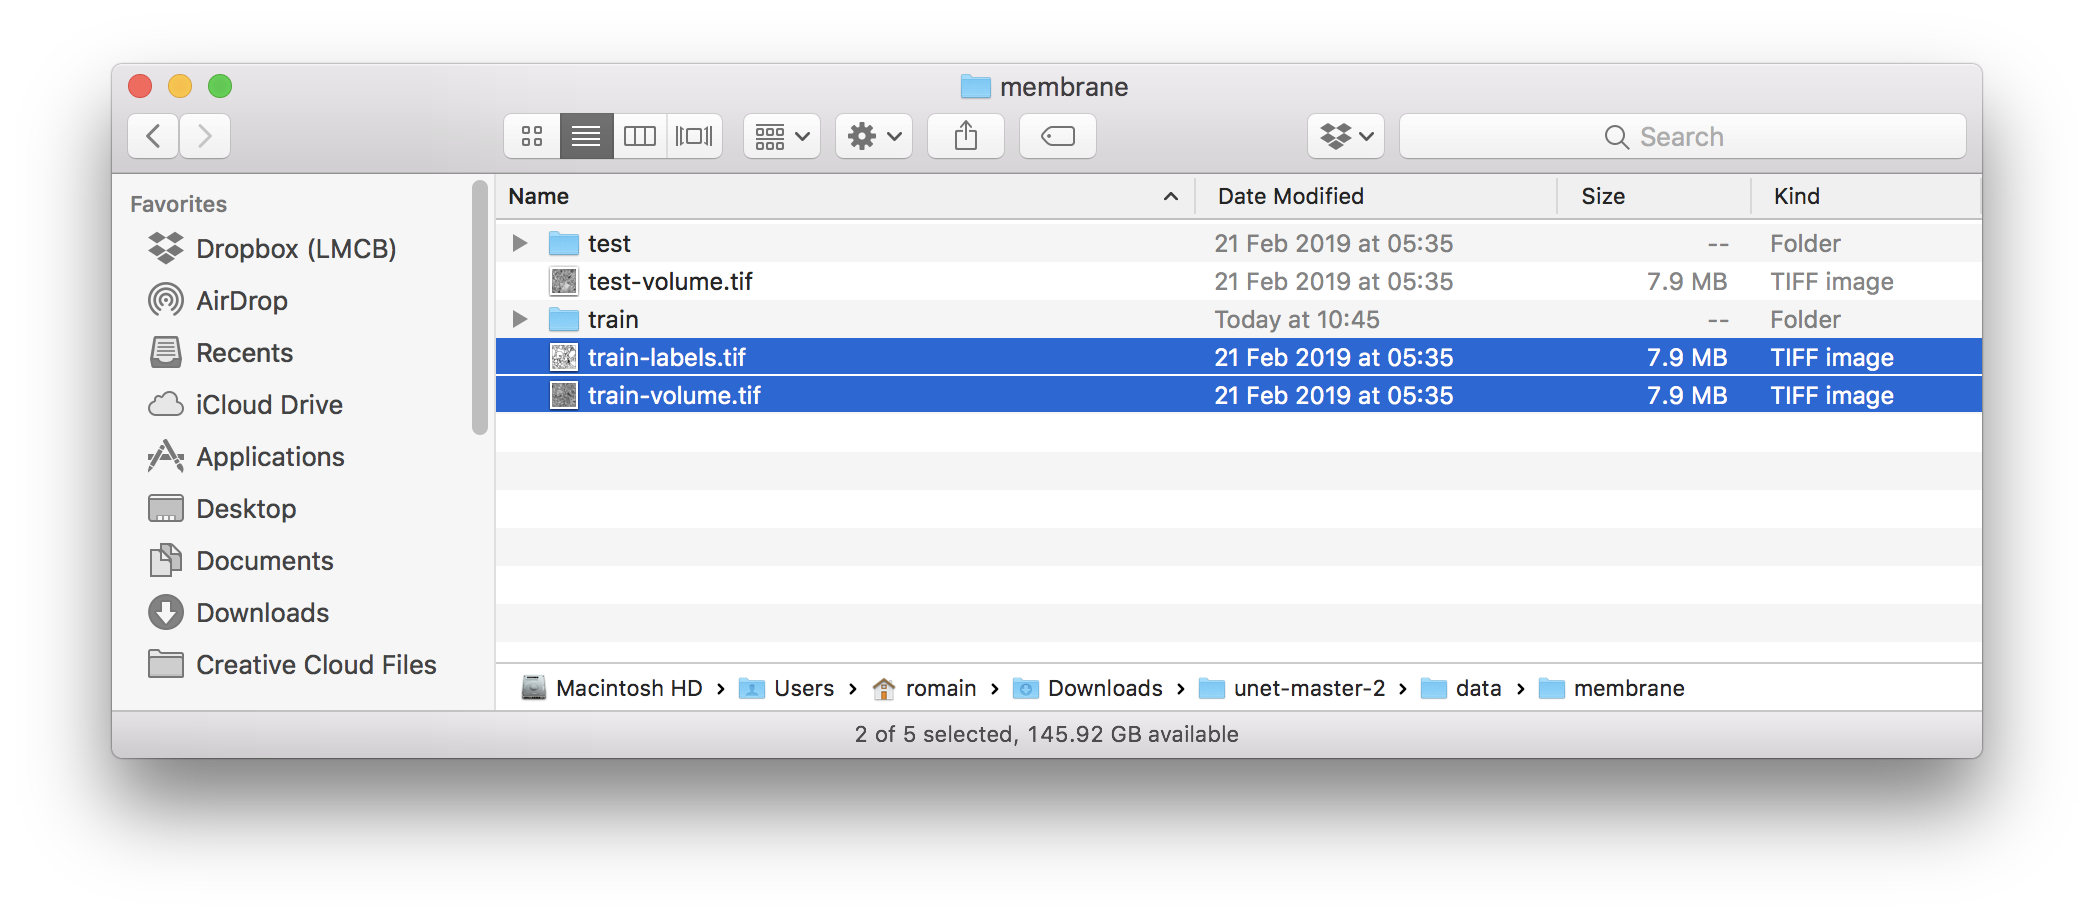 membrane
Search
Favorites
Dropbox (LMCB)
AirDrop
Recents
iCloud Drive
Applications
Desktop
Documents
Downloads
Creative Cloud Files
Name Date Modified Size Kind
test 21 Feb 2019 at 05:35 -- Folder
test-volume.tif 21 Feb 2019 at 05:35 7.9 MB TIFF image
train Today at 10:45 -- Folder
train-labels.tif 21 Feb 2019 at 05:35 7.9 MB TIFF image
train-volume.tif 21 Feb 2019 at 05:35 7.9 MB TIFF image
Macintosh HD › Users › romain › Downloads › unet-master-2 › data › membrane
2 of 5 selected, 145.92 GB available